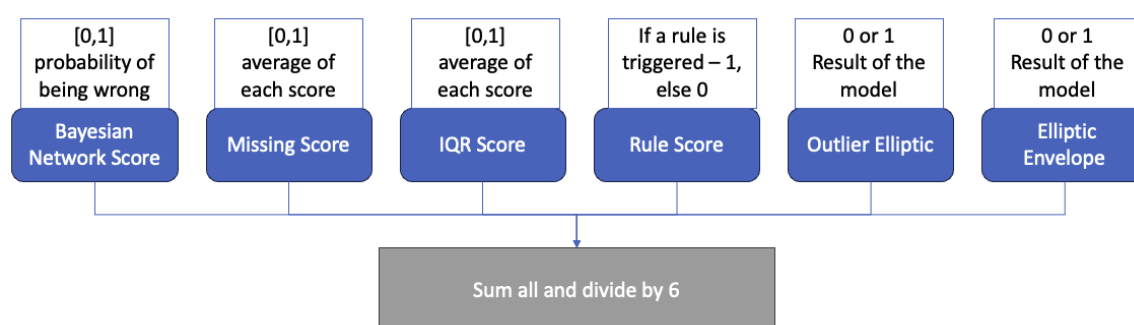 [0,1]
probability of
being wrong
Bayesian
Network Score
[0,1]
average of
each score
Missing Score
[0,1]
average of
each score
IQR Score
If a rule is
triggered – 1,
else 0
Rule Score
0 or 1
Result of the
model
Outlier Elliptic
0 or 1
Result of the
model
Elliptic
Envelope
Sum all and divide by 6